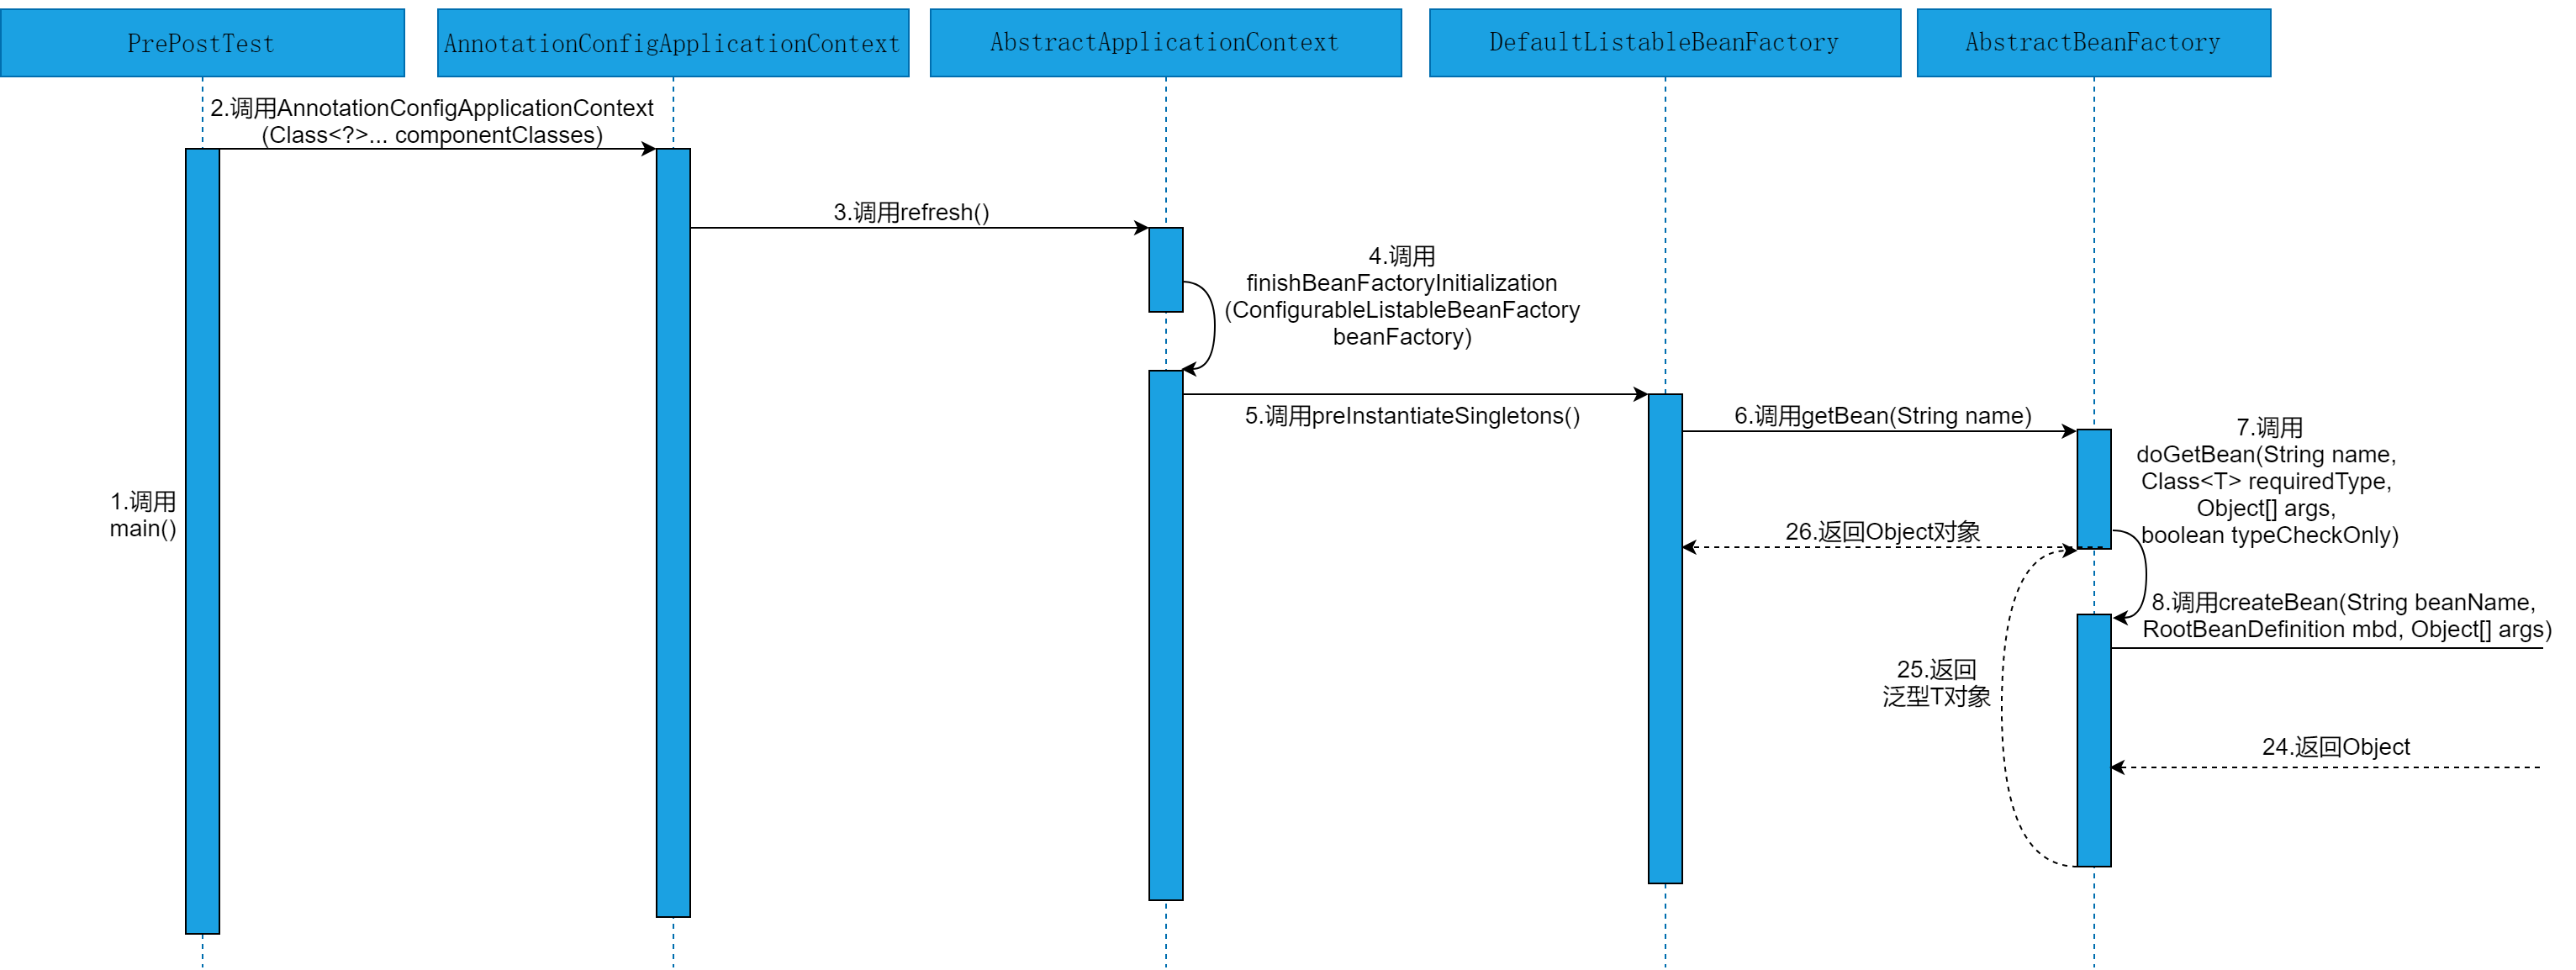 PrePostTest
AnnotationConfigApplicationContext
AbstractApplicationContext
DefaultListableBeanFactory
AbstractBeanFactory
2.调用AnnotationConfigApplicationContext
(Class<?>... componentClasses)
3.调用refresh()
4.调用
finishBeanFactoryInitialization
(ConfigurableListableBeanFactory
beanFactory)
5.调用preInstantiateSingletons()
6.调用getBean(String name)
7.调用
doGetBean(String name,
Class<T> requiredType,
Object[] args,
boolean typeCheckOnly)
1.调用
main()
26.返回Object对象
8.调用createBean(String beanName,
RootBeanDefinition mbd, Object[] args)
25.返回
泛型T对象
24.返回Object